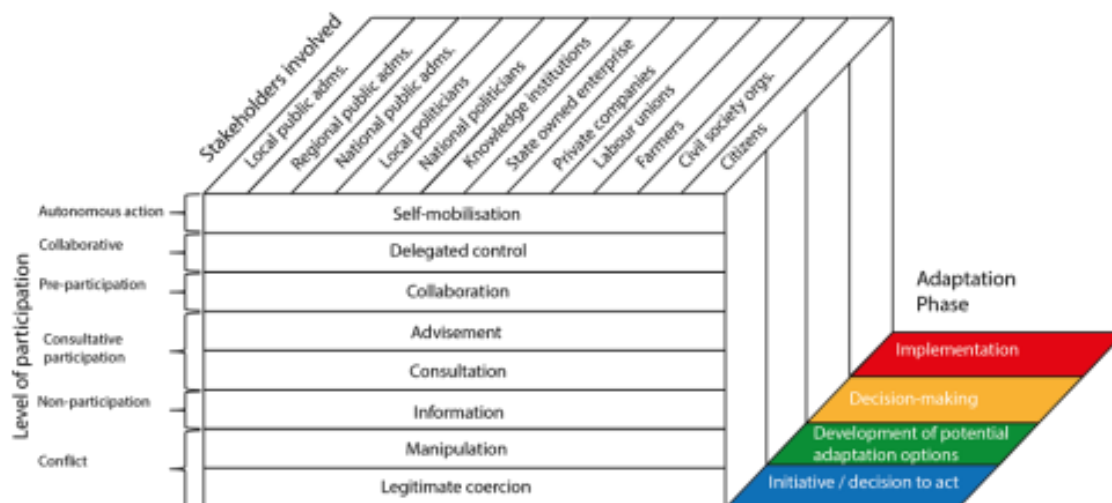 Stakeholders involved
Local public adms.
Regional public adms.
National public adms.
Local politicians
National politicians
Knowledge institutions
State owned enterprise
Private companies
Labour unions
Farmers
Civil society orgs.
Citizens
Level of participation
Autonomous action
Self-mobilisation
Collaborative
Delegated control
Pre-participation
Collaboration
Consultative
participation
Advisement
Consultation
Non-participation
Information
Conflict
Manipulation
Legitimate coercion
Adaptation
Phase
Implementation
Decision-making
Development of potential
adaptation options
Initiative / decision to act